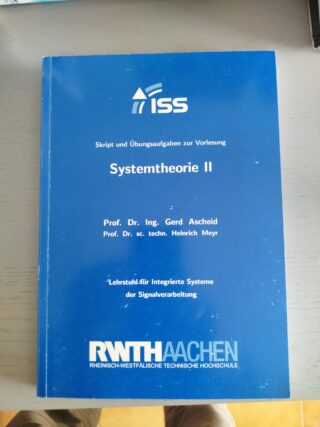 ISS
Skript und Übungsaufgaben zur Vorlesung
Systemtheorie II
Prof. Dr. Ing. Gerd Ascheid
Prof. Dr. sc. techn. Heinrich Meyr
Lehrstuhl für Integrierte Systeme
der Signalverarbeitung
RWTHAACHEN
RHEINISCH-WESTFÄLISCHE TECHNISCHE HOCHSCHULE